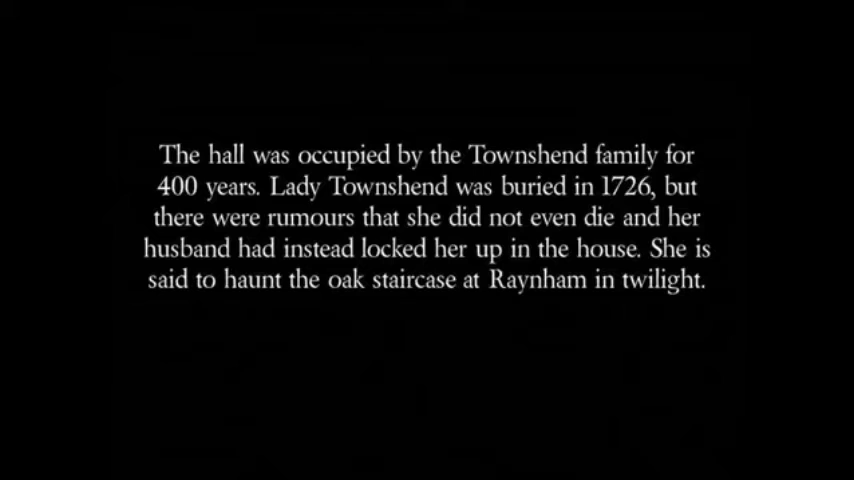 The hall was occupied by the Townshend family for
400 years. Lady Townshend was buried in 1726, but
there were rumours that she did not even die and her
husband had instead locked her up in the house. She is
said to haunt the oak staircase at Raynham in twilight.